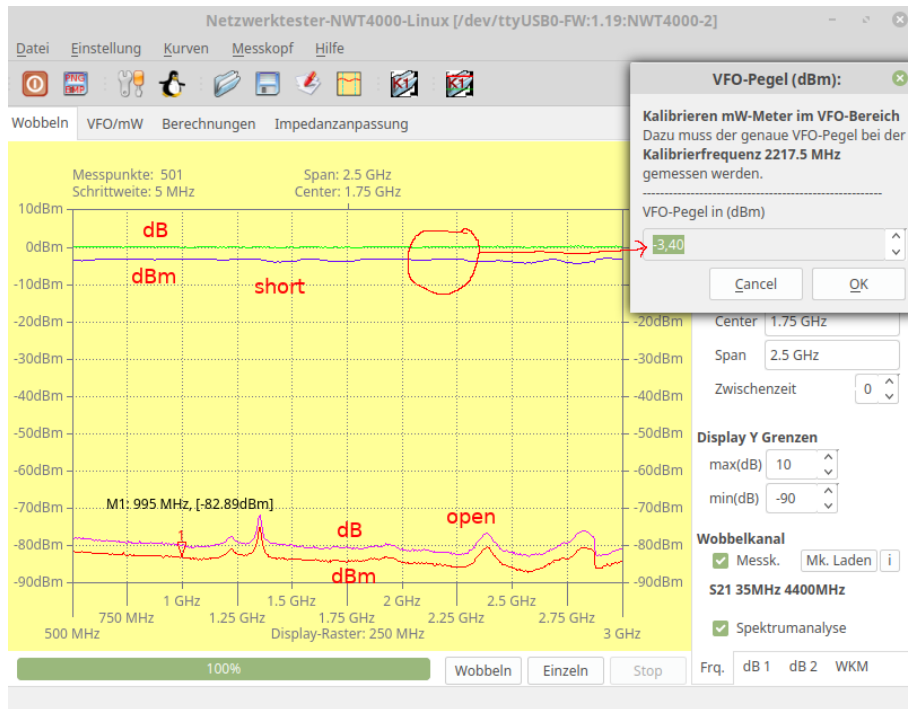 Netzwerktester-NWT4000-Linux [/dev/ttyUSB0-FW:1.19:NWT4000-2]
Datei Einstellung Kurven Messkopf Hilfe
PNG
BMP
K1
K1
Wobbeln VFO/mW Berechnungen Impedanzanpassung
VFO-Pegel (dBm):
Kalibrieren mW-Meter im VFO-Bereich
Dazu muss der genaue VFO-Pegel bei der
Kalibrierfrequenz 2217.5 MHz
gemessen werden.
VFO-Pegel in (dBm)
-3,40
Cancel OK
Messpunkte: 501 Span: 2.5 GHz
Schrittweite: 5 MHz Center: 1.75 GHz
10dBm
dB
0dBm
dBm
short
-10dBm
-20dBm -20dBm
-30dBm -30dBm
-40dBm -40dBm
-50dBm -50dBm
-60dBm -60dBm
-70dBm -70dBm
M1: 995 MHz, [-82.89dBm]
open
dB
1
-80dBm -80dBm
dBm
-90dBm -90dBm
1 GHz 1.5 GHz 2 GHz 2.5 GHz
750 MHz 1.25 GHz 1.75 GHz 2.25 GHz 2.75 GHz
500 MHz Display-Raster: 250 MHz 3 GHz
Center 1.75 GHz
Span 2.5 GHz
Zwischenzeit 0
Display Y Grenzen
max(dB) 10
min(dB) -90
Wobbelkanal
Messk. Mk. Laden i
S21 35MHz 4400MHz
Spektrumanalyse
100% Wobbeln Einzeln Stop
Frq. dB 1 dB 2 WKM